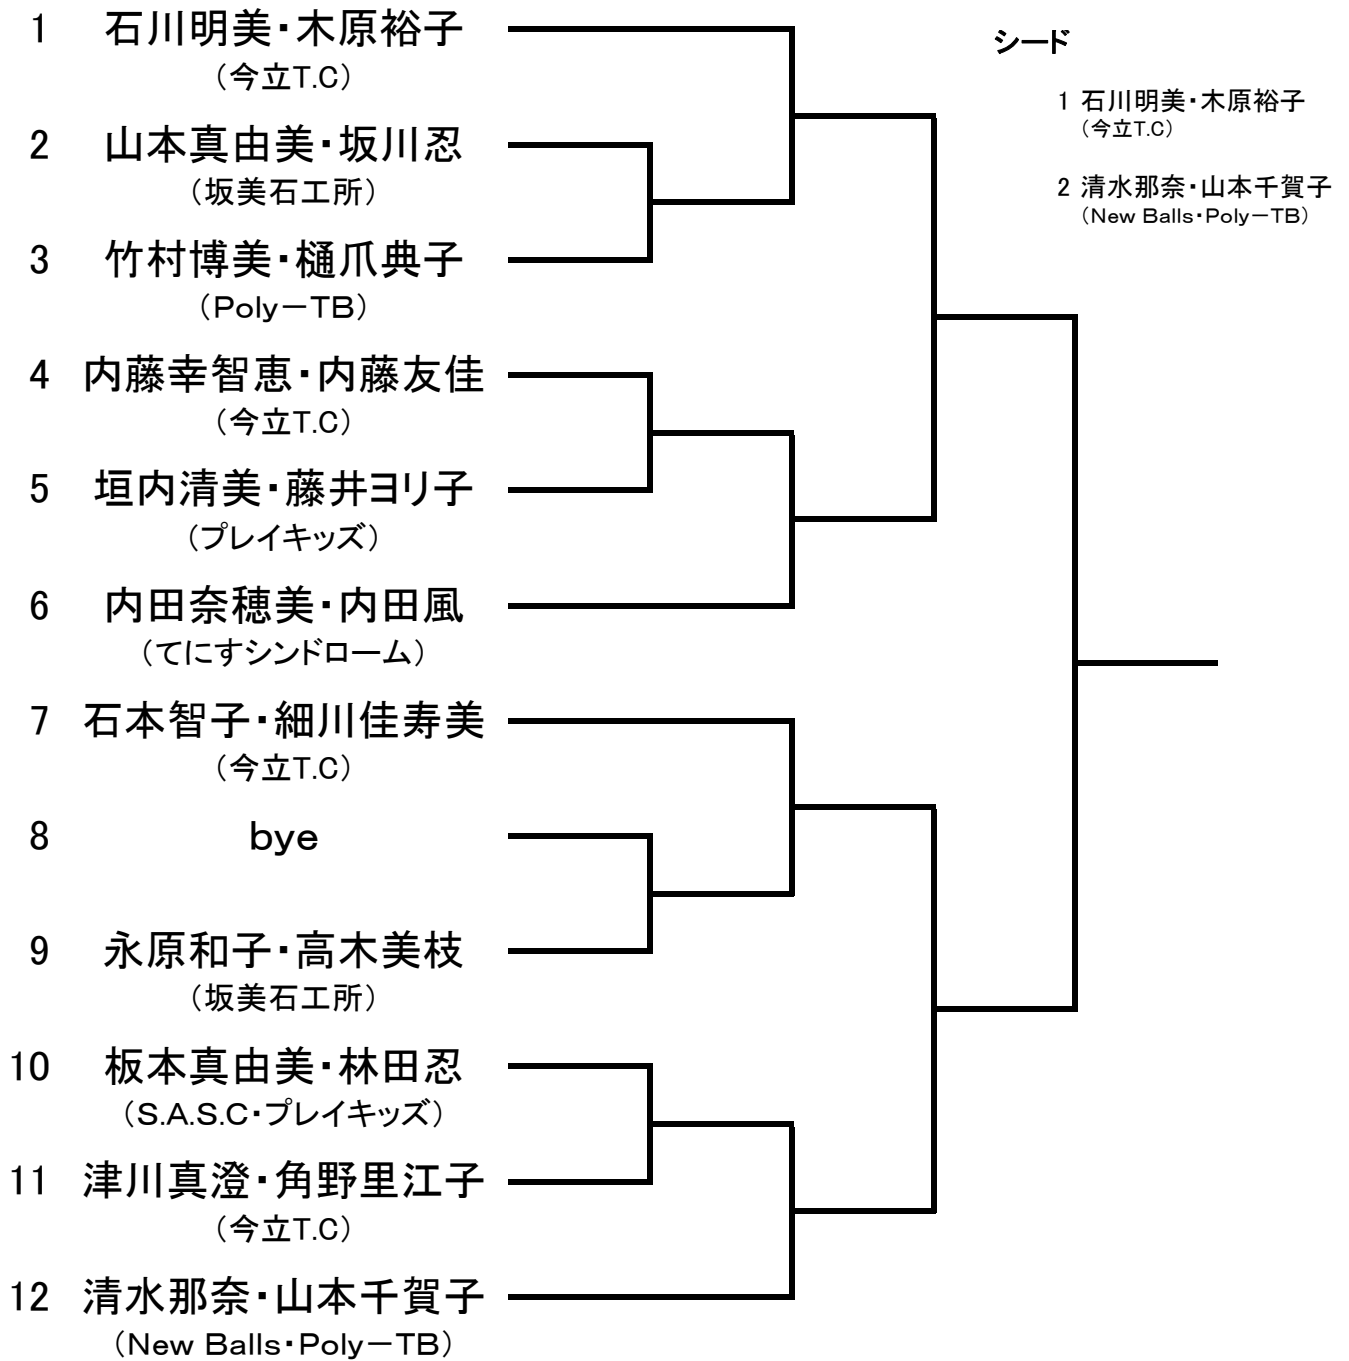 1 石川明美・木原裕子
（今立T.C）
2 山本真由美・坂川忍
（坂美石工所）
3 竹村博美・樋爪典子
（Poly－TB）
4 内藤幸智恵・内藤友佳
（今立T.C）
5 垣内清美・藤井ヨリ子
（プレイキッズ）
6 内田奈穂美・内田風
（てにすシンドローム）
7 石本智子・細川佳寿美
（今立T.C）
8 bye
9 永原和子・高木美枝
（坂美石工所）
10 板本真由美・林田忍
（S.A.S.C・プレイキッズ）
11 津川真澄・角野里江子
（今立T.C）
12 清水那奈・山本千賀子
（New Balls・Poly－TB）
シード
1 石川明美・木原裕子
（今立T.C）
2 清水那奈・山本千賀子
（New Balls・Poly－TB）